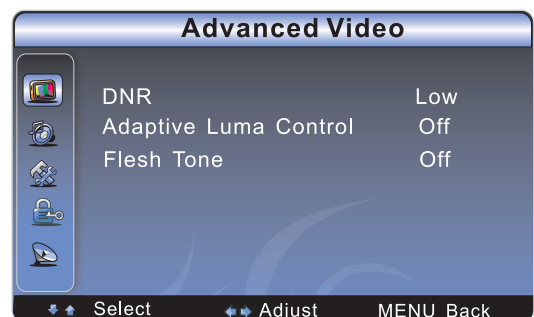 Advanced Video
DNR Low
Adaptive Luma Control Off
Flesh Tone Off
Select Adjust MENU Back